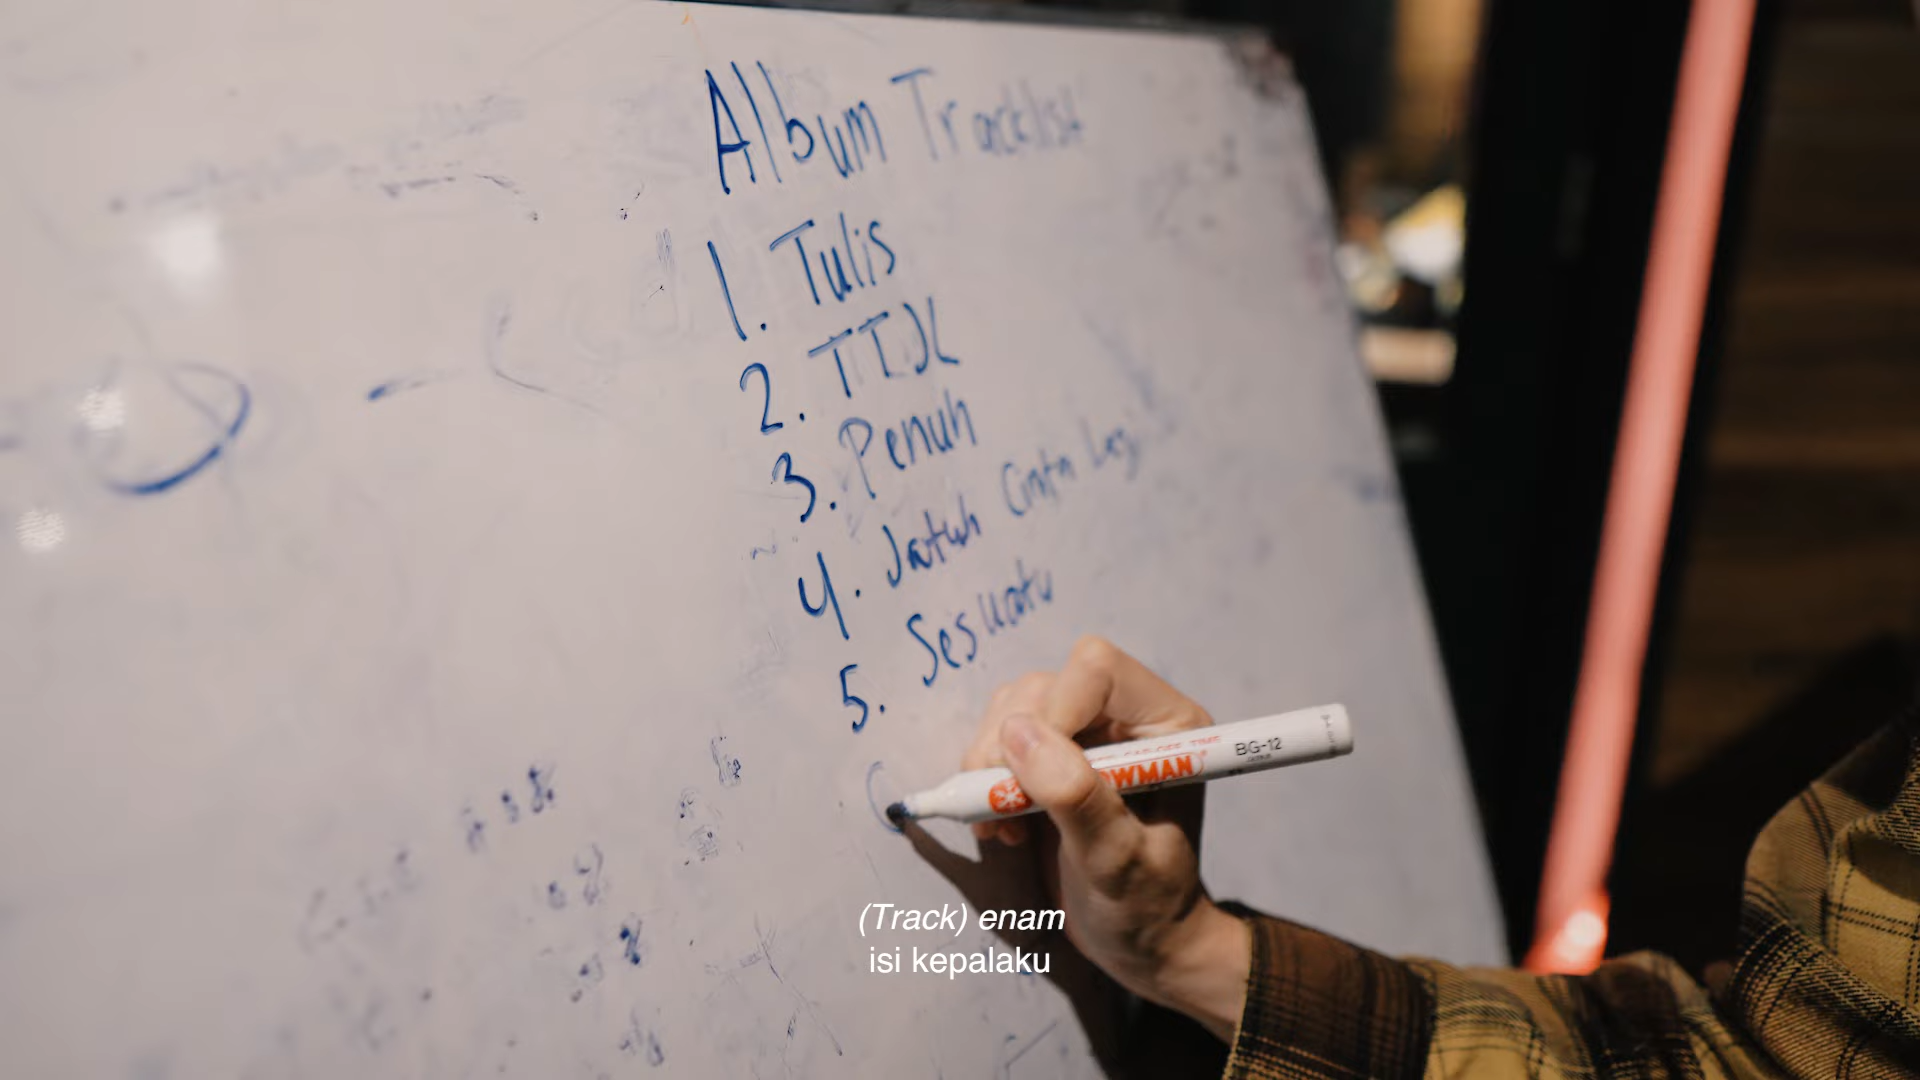 Album Tracklist
1. Tulis
2. TTJK
3. Penuh
4. Jatuh Cinta Lagi
5. Sesuatu
BG-12
(Track) enam
isi kepalaku